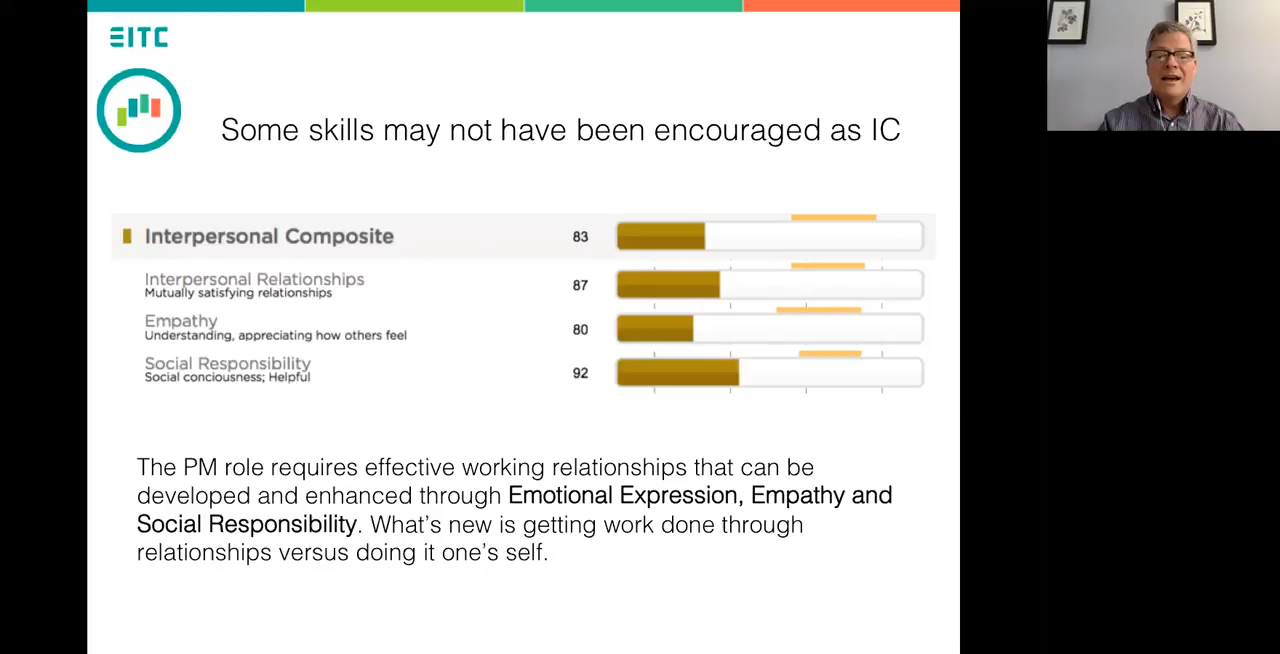 EITC
Some skills may not have been encouraged as IC
Interpersonal Composite 83
Interpersonal Relationships 87
Mutually satisfying relationships
Empathy 80
Understanding, appreciating how others feel
Social Responsibility 92
Social conciousness; Helpful
The PM role requires effective working relationships that can be
developed and enhanced through Emotional Expression, Empathy and
Social Responsibility. What's new is getting work done through
relationships versus doing it one's self.